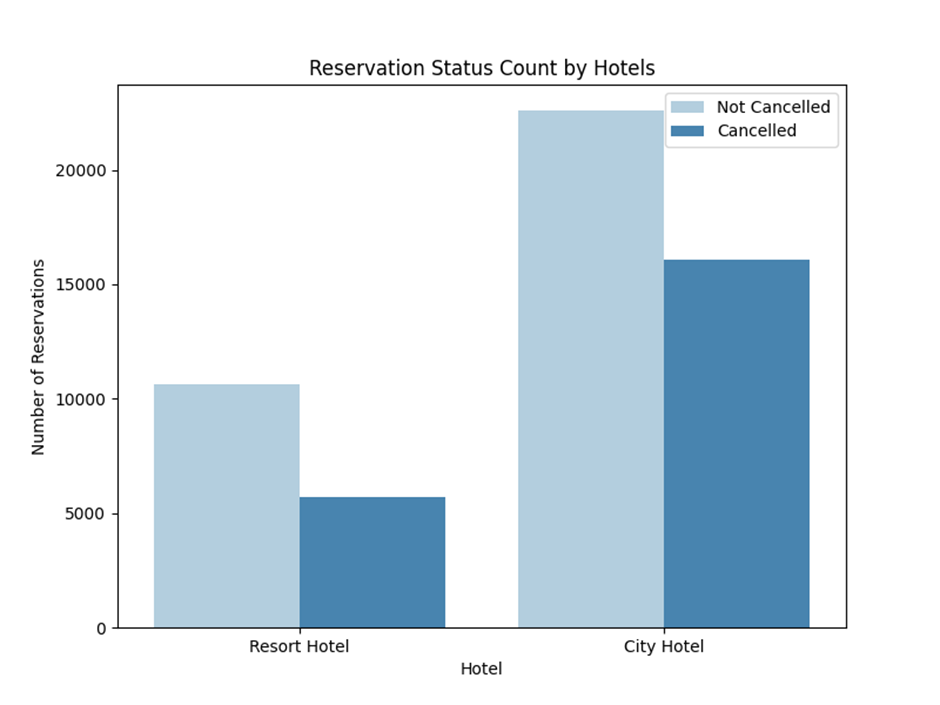 Reservation Status Count by Hotels
Not Cancelled
Cancelled
20000
15000
10000
5000
0
Number of Reservations
Resort Hotel
City Hotel
Hotel